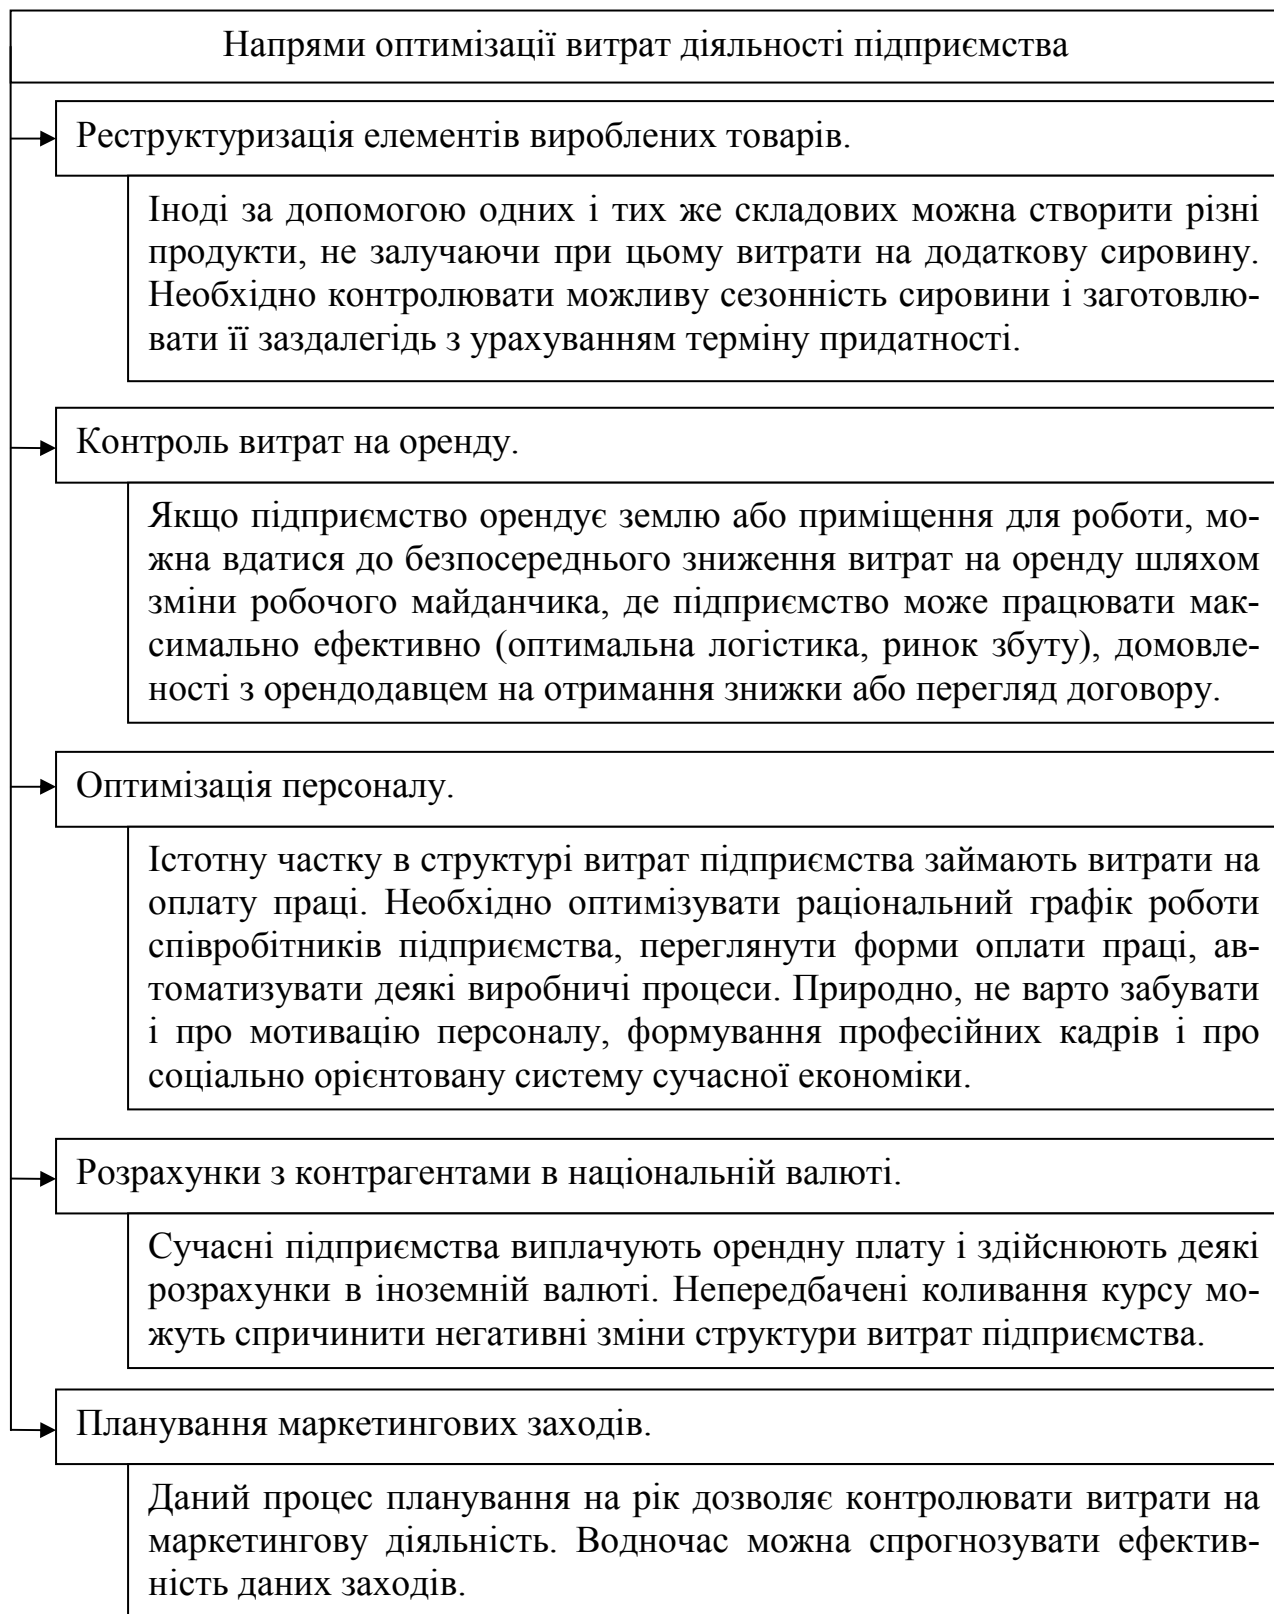 Напрями оптимізації витрат діяльності підприємства
Реструктуризація елементів вироблених товарів.
Іноді за допомогою одних і тих же складових можна створити різні
продукти, не залучаючи при цьому витрати на додаткову сировину.
Необхідно контролювати можливу сезонність сировини і заготовлю-
вати її заздалегідь з урахуванням терміну придатності.
Контроль витрат на оренду.
Якщо підприємство орендує землю або приміщення для роботи, мо-
жна вдатися до безпосереднього зниження витрат на оренду шляхом
зміни робочого майданчика, де підприємство може працювати мак-
симально ефективно (оптимальна логістика, ринок збуту), домовле-
ності з орендодавцем на отримання знижки або перегляд договору.
Оптимізація персоналу.
Істотну частку в структурі витрат підприємства займають витрати на
оплату праці. Необхідно оптимізувати раціональний графік роботи
співробітників підприємства, переглянути форми оплати праці, ав-
томатизувати деякі виробничі процеси. Природно, не варто забувати
і про мотивацію персоналу, формування професійних кадрів і про
соціально орієнтовану систему сучасної економіки.
Розрахунки з контрагентами в національній валюті.
Сучасні підприємства виплачують орендну плату і здійснюють деякі
розрахунки в іноземній валюті. Непередбачені коливання курсу мо-
жуть спричинити негативні зміни структури витрат підприємства.
Планування маркетингових заходів.
Даний процес планування на рік дозволяє контролювати витрати на
маркетингову діяльність. Водночас можна спрогнозувати ефектив-
ність даних заходів.